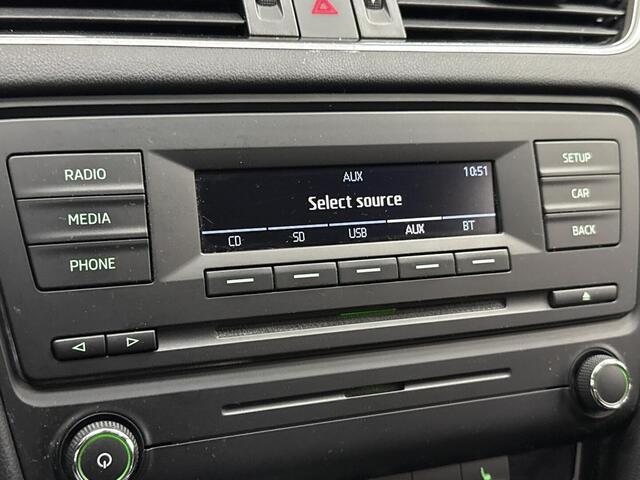 RADIO
MEDIA
PHONE
AUX
10:51
Select source
CD
SD
USB
AUX
BT
SETUP
CAR
BACK